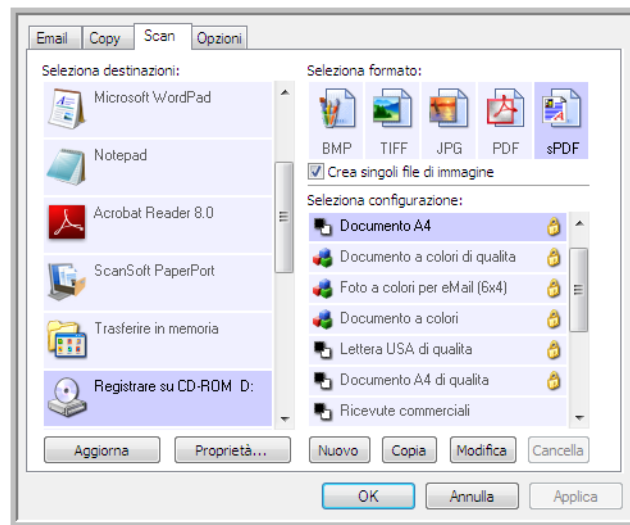 Email Copy Scan Opzioni
Seleziona destinazioni:
Microsoft WordPad
Notepad
Acrobat Reader 8.0
ScanSoft PaperPort
Trasferire in memoria
Registrare su CD-ROM D:
Aggiorna Proprietà...
Seleziona formato:
BMP TIFF JPG PDF sPDF
Crea singoli file di immagine
Seleziona configurazione:
Documento A4
Documento a colori di qualita
Foto a colori per eMail (6x4)
Documento a colori
Lettera USA di qualita
Documento A4 di qualita
Ricevute commerciali
Nuovo Copia Modifica Cancella
OK Annulla Applica